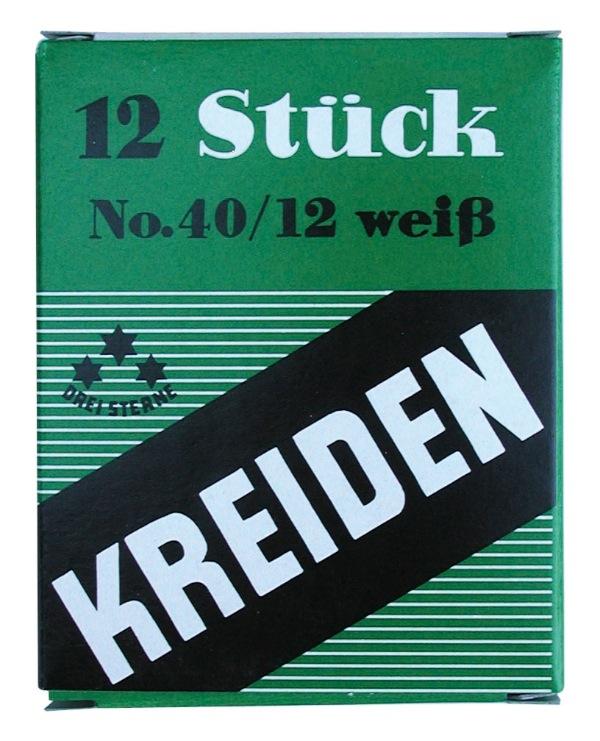 12 Stück
No.40/12 weiß
DREI STERNE
KREIDEN